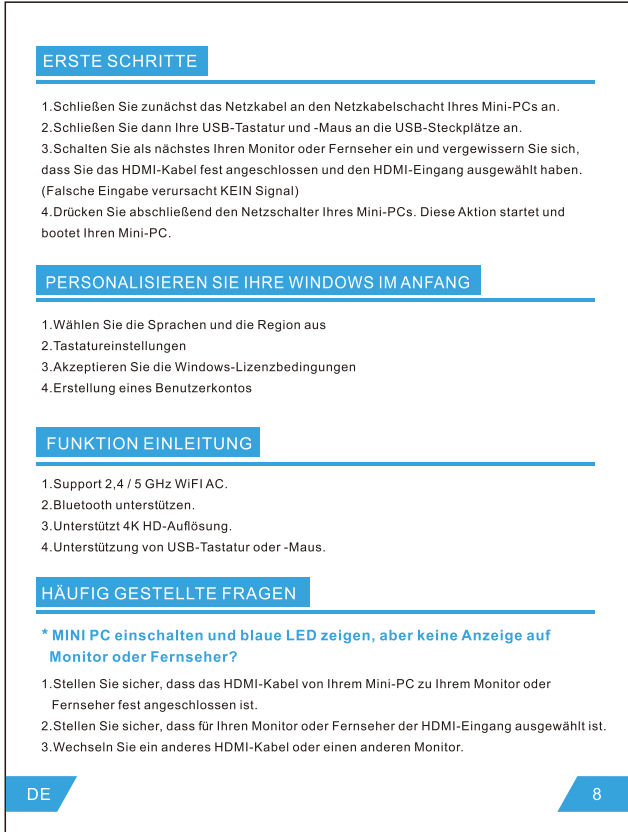 ERSTE SCHRITTE
1.Schließen Sie zunächst das Netzkabel an den Netzkabelschacht Ihres Mini-PCs an.
2.Schließen Sie dann Ihre USB-Tastatur und -Maus an die USB-Steckplätze an.
3.Schalten Sie als nächstes Ihren Monitor oder Fernseher ein und vergewissern Sie sich,
dass Sie das HDMI-Kabel fest angeschlossen und den HDMI-Eingang ausgewählt haben.
(Falsche Eingabe verursacht KEIN Signal)
4.Drücken Sie abschließend den Netzschalter Ihres Mini-PCs. Diese Aktion startet und
bootet Ihren Mini-PC.
PERSONALISIEREN SIE IHRE WINDOWS IM ANFANG
1.Wählen Sie die Sprachen und die Region aus
2.Tastatureinstellungen
3.Akzeptieren Sie die Windows-Lizenzbedingungen
4.Erstellung eines Benutzerkontos
FUNKTION EINLEITUNG
1.Support 2,4 / 5 GHz WiFI AC.
2.Bluetooth unterstützen.
3.Unterstützt 4K HD-Auflösung.
4.Unterstützung von USB-Tastatur oder -Maus.
HÄUFIG GESTELLTE FRAGEN
* MINI PC einschalten und blaue LED zeigen, aber keine Anzeige auf
Monitor oder Fernseher?
1.Stellen Sie sicher, dass das HDMI-Kabel von Ihrem Mini-PC zu Ihrem Monitor oder
Fernseher fest angeschlossen ist.
2.Stellen Sie sicher, dass für Ihren Monitor oder Fernseher der HDMI-Eingang ausgewählt ist.
3.Wechseln Sie ein anderes HDMI-Kabel oder einen anderen Monitor.
DE
8